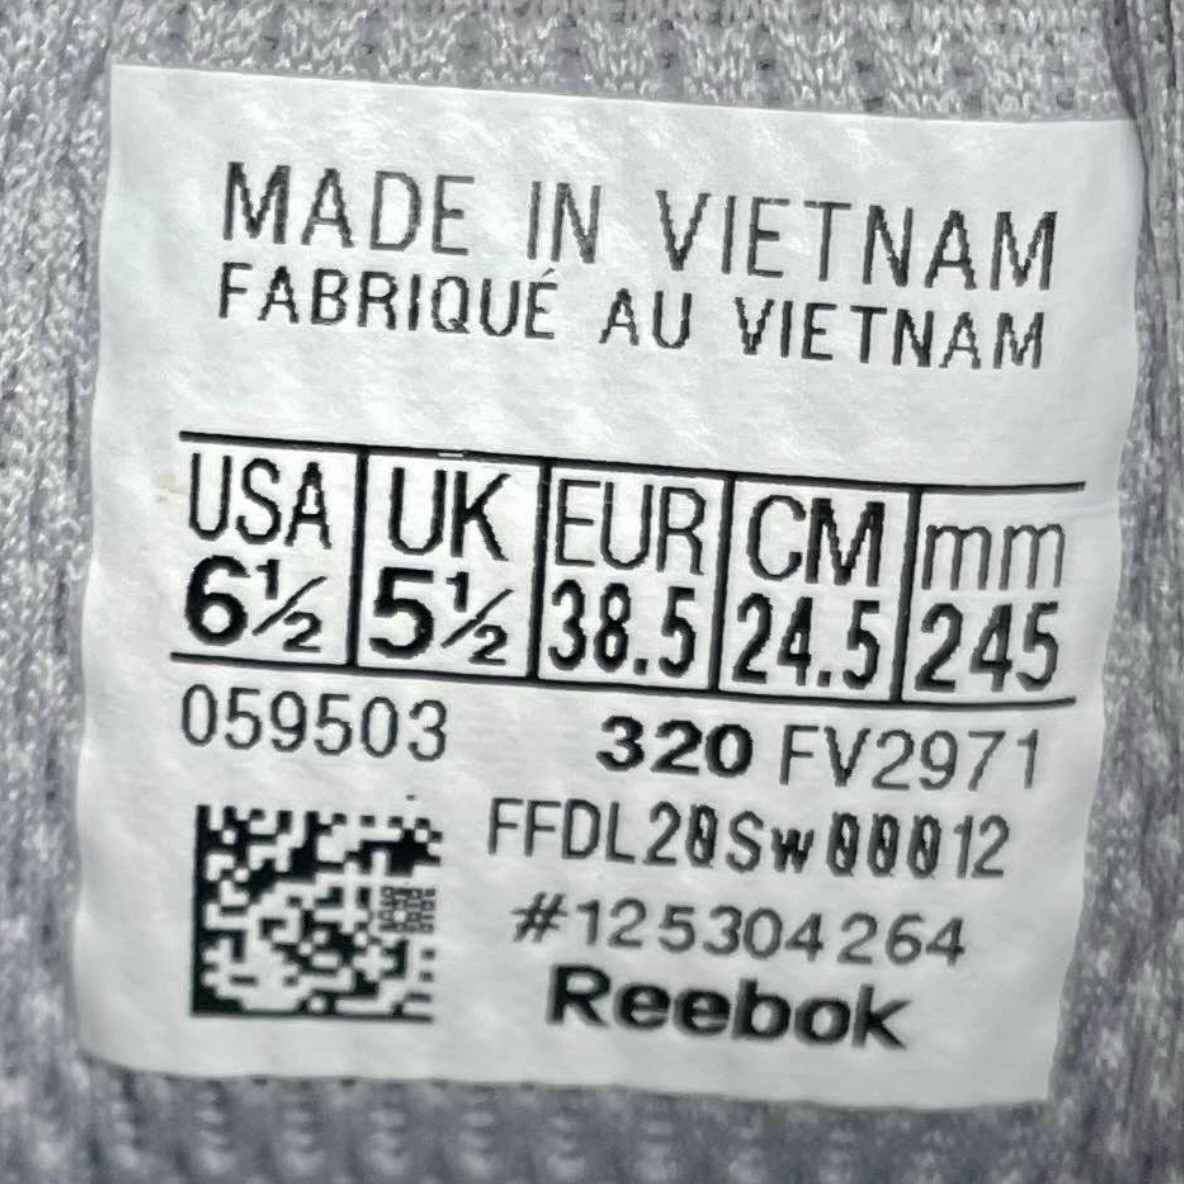 MADE IN VIETNAM
FABRIQUÉ AU VIETNAM
USA UK EUR CM mm
6½ 5½ 38.5 24.5 245
059503 320 FV2971
FFDL20Sw00012
#125304264
Reebok